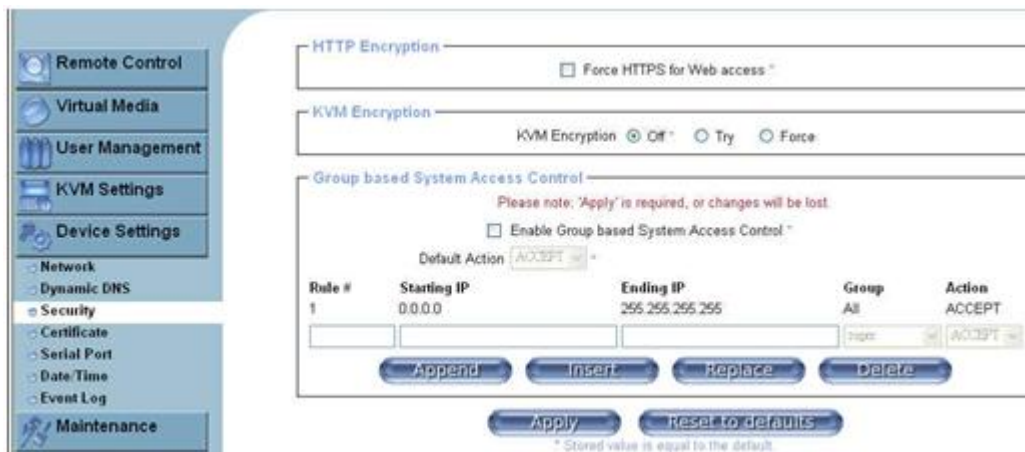 Remote Control
Virtual Media
User Management
KVM Settings
Device Settings
Network
Dynamic DNS
Security
Certificate
Serial Port
Date/Time
Event Log
Maintenance
HTTP Encryption
Force HTTPS for Web access *
KVM Encryption
KVM Encryption Off * Try Force
Group based System Access Control
Please note: 'Apply' is required, or changes will be lost.
Enable Group based System Access Control *
Default Action ACCEPT *
Rule # Starting IP Ending IP Group Action
1 0.0.0.0 255.255.255.255 All ACCEPT
ACCEPT
Append Insert Replace Delete
Apply Reset to defaults
* Stored value is equal to the default.